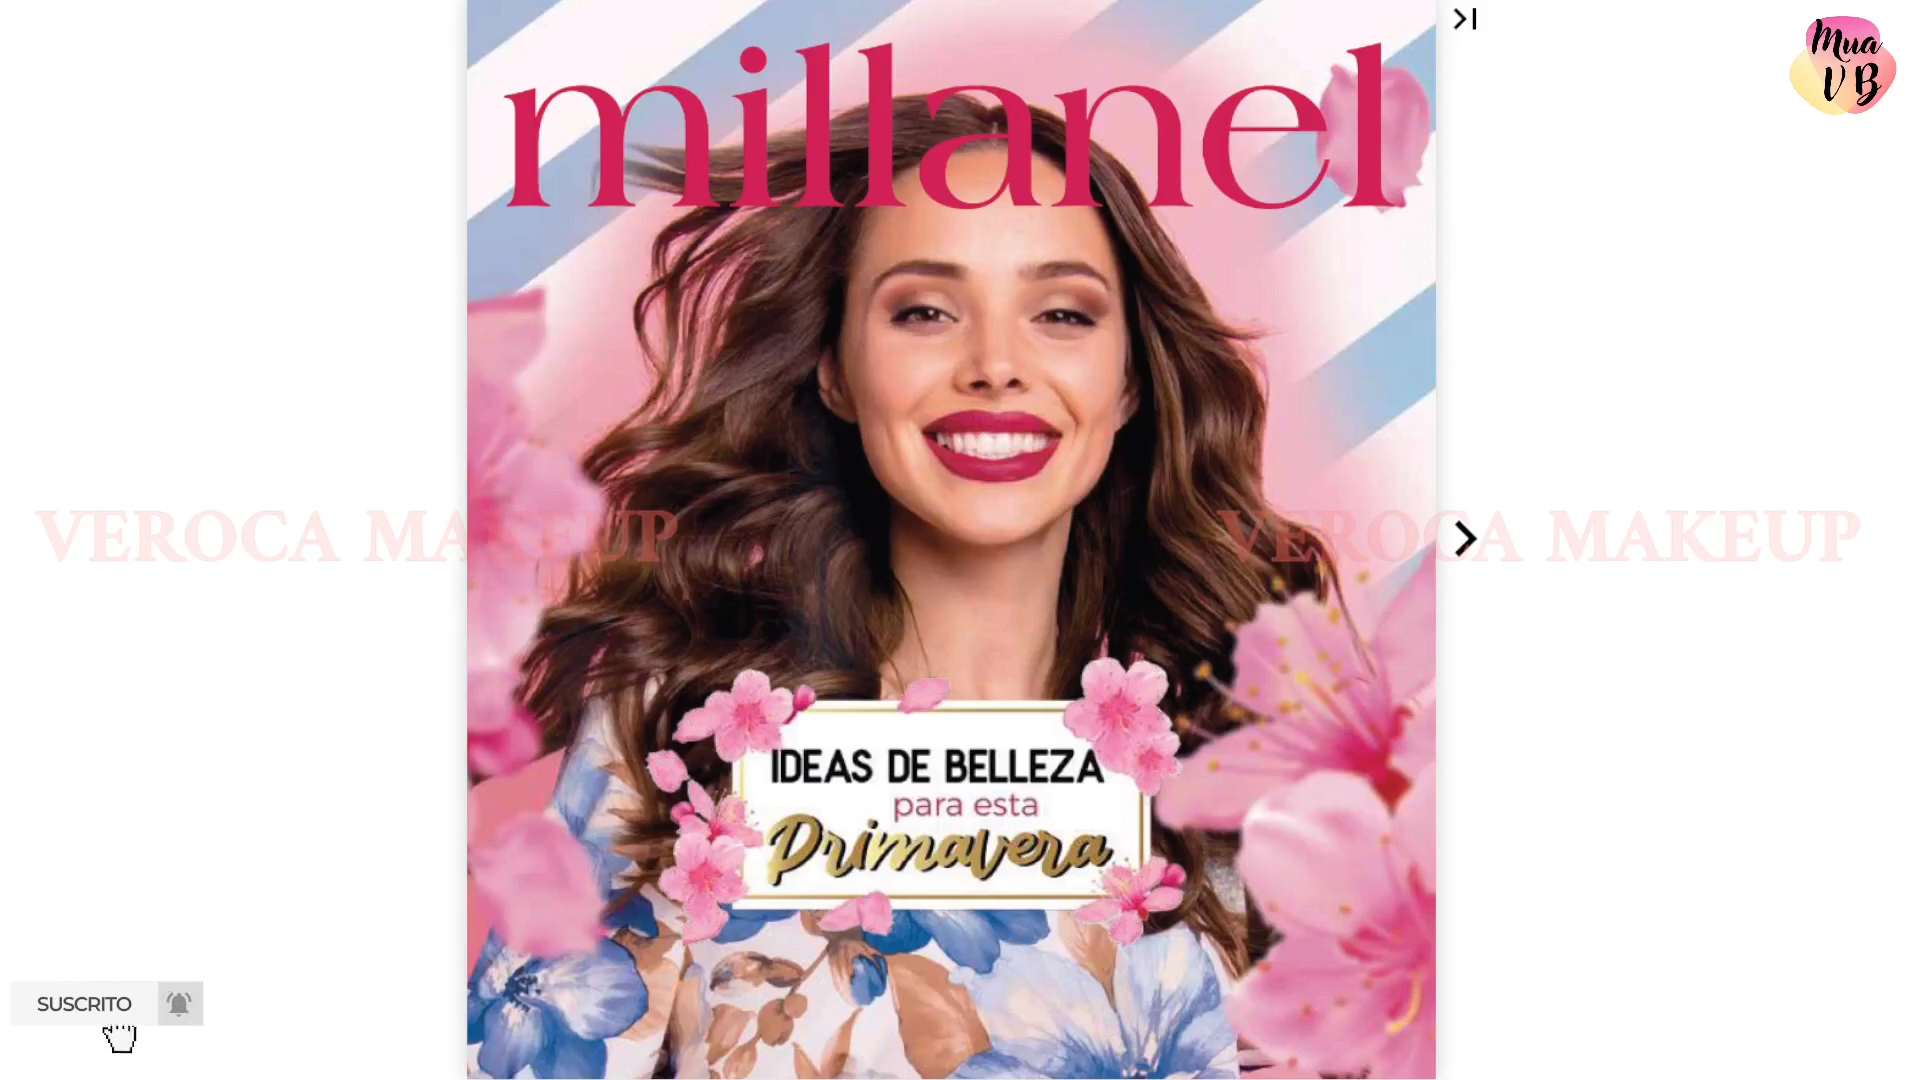 millanel
Mua
VB
VEROCA MAKEUP
VEROCA MAKEUP
IDEAS DE BELLEZA
para esta
Primavera
SUSCRITO